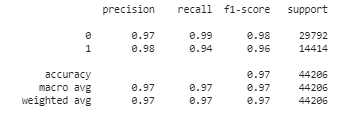 precision recall f1-score support
0 0.97 0.99 0.98 29792
1 0.98 0.94 0.96 14414
accuracy 0.97 44206
macro avg 0.97 0.97 0.97 44206
weighted avg 0.97 0.97 0.97 44206